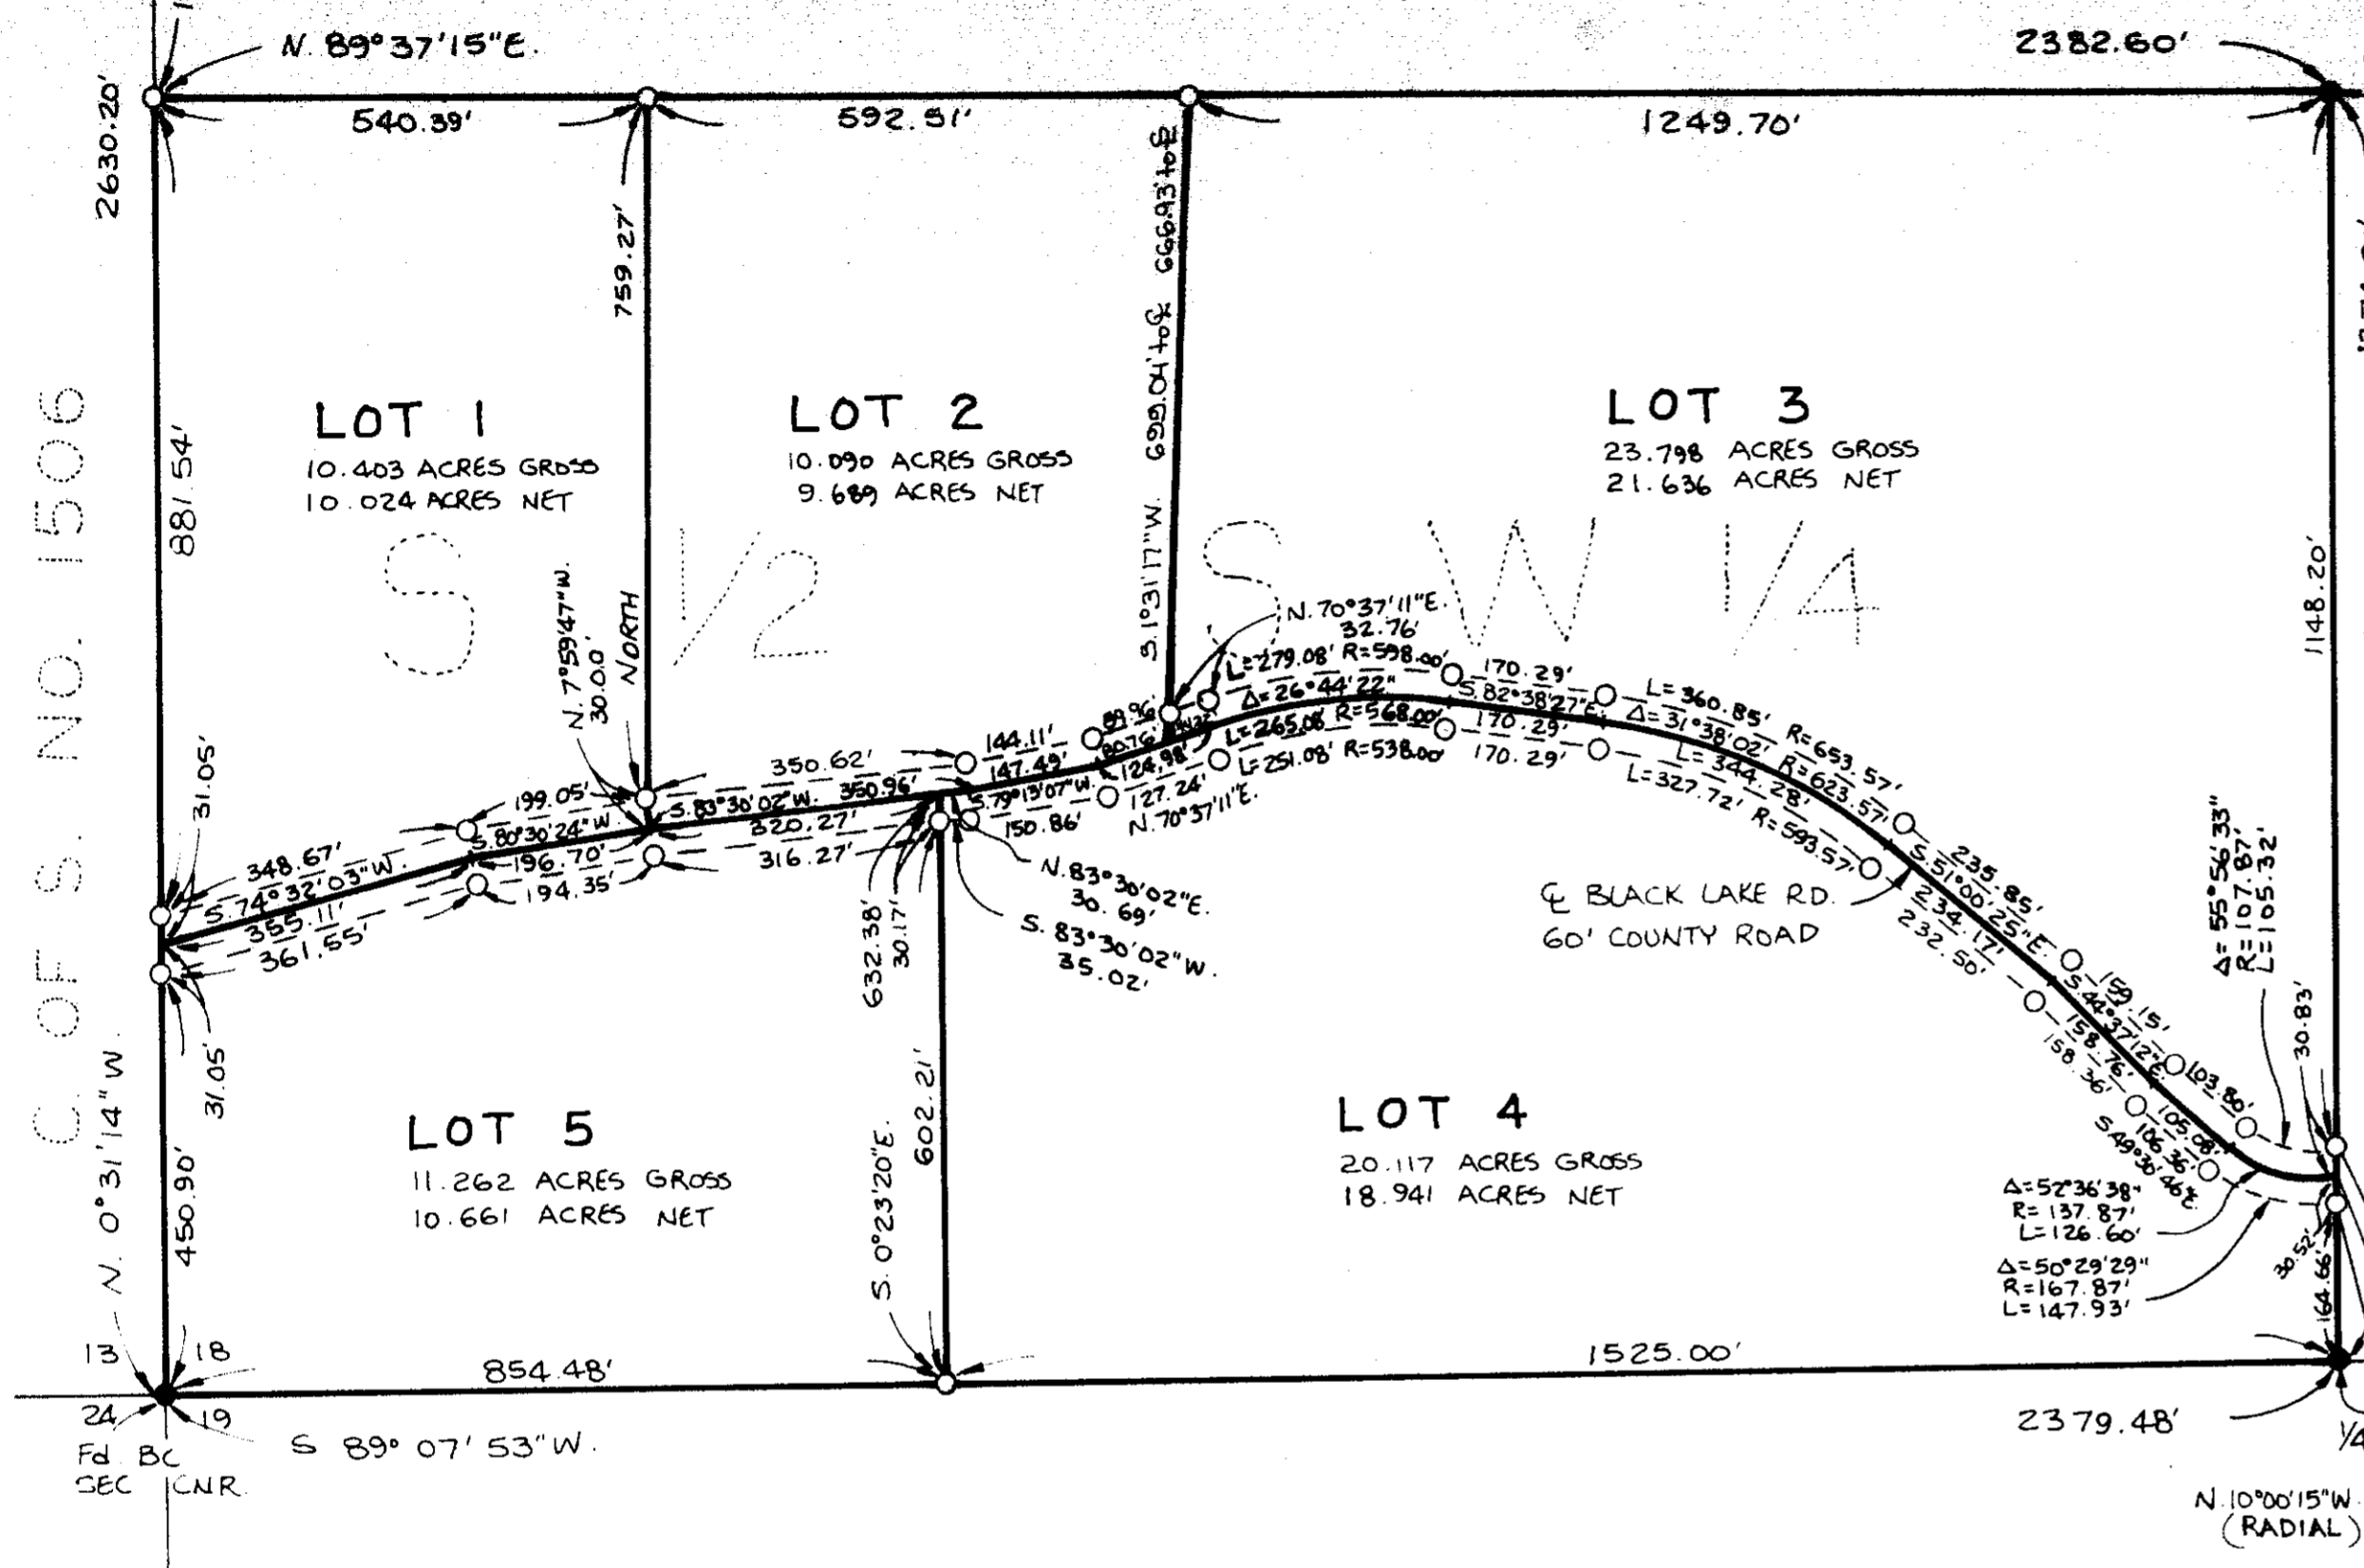 N. 89°37'15"E.
2382.60'
2630.20'
540.39'
592.51'
1249.70'
759.27'
C. OF S. NO. 1506
881.54'
LOT 1
10.403 ACRES GROSS
10.024 ACRES NET
LOT 2
10.090 ACRES GROSS
9.689 ACRES NET
LOT 3
23.798 ACRES GROSS
21.636 ACRES NET
S 1/2 S W 1/4
S.1°31'17"W.
1148.20'
N.7°59'47"W.
30.00'
NORTH
N.70°37'11"E.
32.76'
L=279.08' R=598.00'
Δ=26°44'22"
L=265.08' R=568.00'
L=251.08' R=538.00'
170.29'
S.82°38'27"E.
170.29'
170.29'
L=360.85' R=653.57'
Δ=31°38'02" R=623.57'
L=344.28'
L=327.72' R=593.57'
89.96'
80.76'
124.98'
127.24'
N.70°37'11"E.
144.11'
147.49'
S.79°13'07"W.
150.86'
350.62'
S.83°30'02"W. 350.96'
320.27'
316.27'
199.05'
S.80°30'24"W.
196.70'
194.35'
31.05'
348.67'
S.74°32'03"W.
355.11'
361.55'
N.83°30'02"E.
30.69'
S.83°30'02"W.
35.02'
632.38'
30.17'
℄ BLACK LAKE RD.
60' COUNTY ROAD
235.85'
S.51°00'25"E.
234.17'
232.50'
159.15'
S.44°37'12"E.
158.76'
158.36'
103.80'
105.08'
106.36'
S.49°30'46"E.
Δ=55°56'33"
R=107.87'
L=105.32'
30.83'
31.05'
N. 0°31'14"W.
450.90'
LOT 5
11.262 ACRES GROSS
10.661 ACRES NET
S. 0°23'20"E.
602.21'
LOT 4
20.117 ACRES GROSS
18.941 ACRES NET
Δ=52°36'38"
R=137.87'
L=126.60'
Δ=50°29'29"
R=167.87'
L=147.93'
30.52'
164.66'
13 18
24 19
854.48'
1525.00'
Fd. BC
SEC CNR.
S 89° 07' 53"W.
2379.48'
N.10°00'15"W.
(RADIAL)